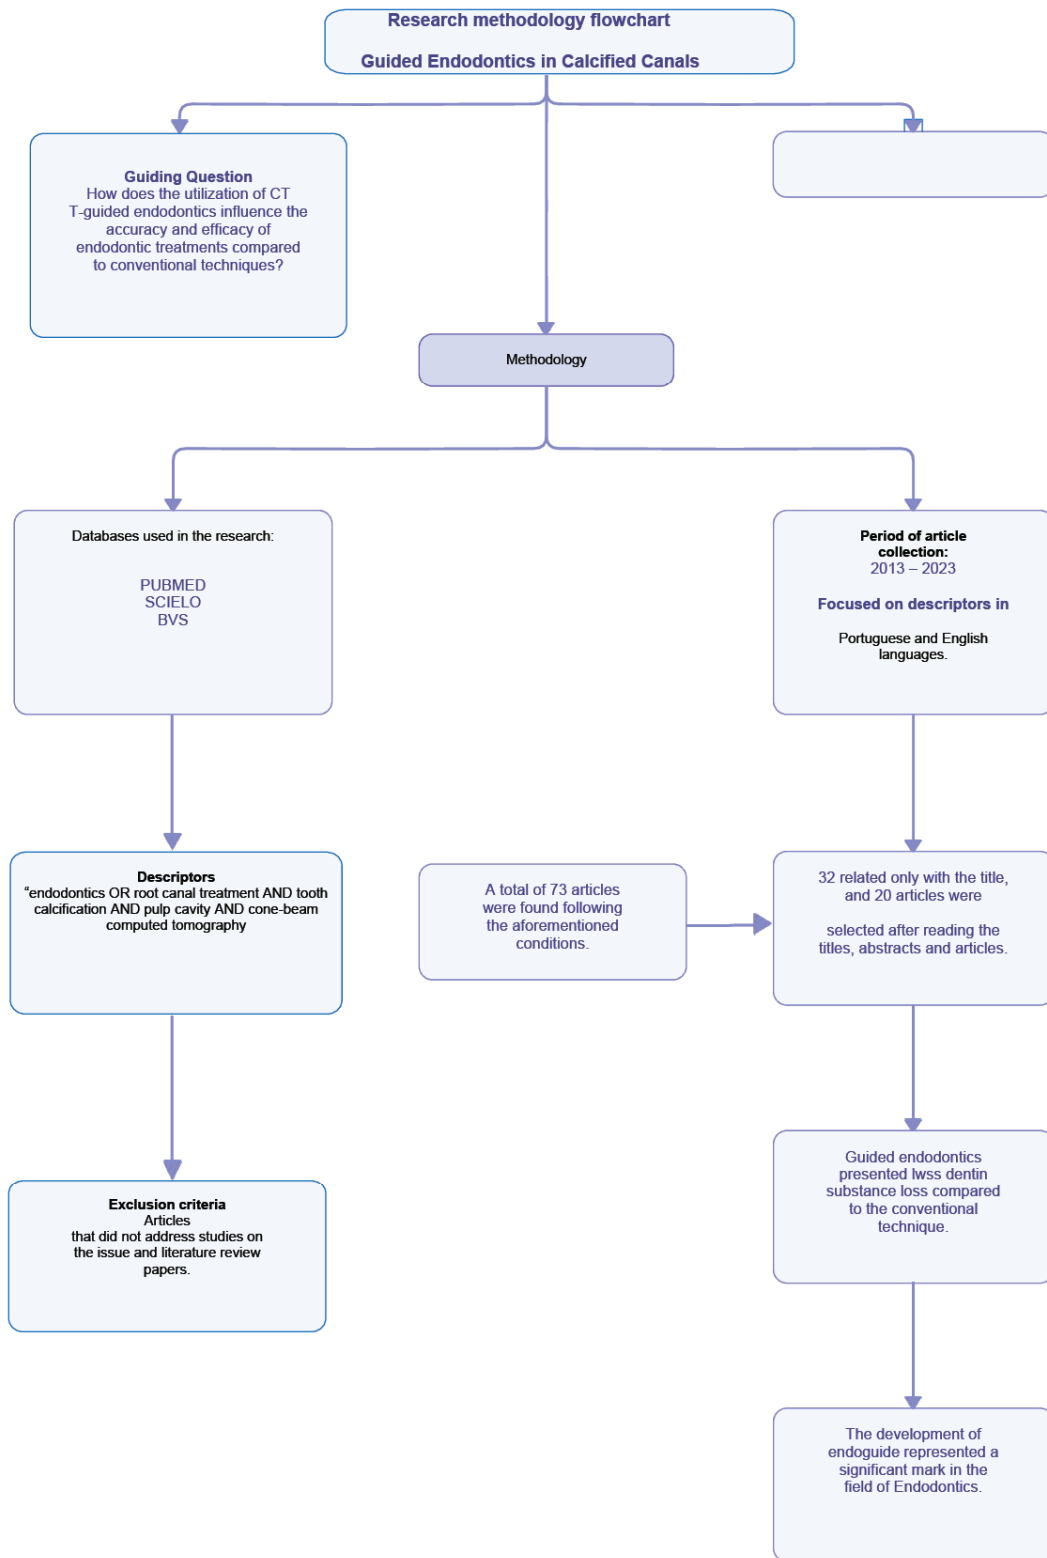 Research methodology flowchart
Guided Endodontics in Calcified Canals
Guiding Question
How does the utilization of CT
T-guided endodontics influence the
accuracy and efficacy of
endodontic treatments compared
to conventional techniques?
Methodology
Databases used in the research:
PUBMED
SCIELO
BVS
Period of article
collection:
2013 – 2023
Focused on descriptors in
Portuguese and English
languages.
Descriptors
“endodontics OR root canal treatment AND tooth
calcification AND pulp cavity AND cone-beam
computed tomography
A total of 73 articles
were found following
the aforementioned
conditions.
32 related only with the title,
and 20 articles were
selected after reading the
titles, abstracts and articles.
Exclusion criteria
Articles
that did not address studies on
the issue and literature review
papers.
Guided endodontics
presented lwss dentin
substance loss compared
to the conventional
technique.
The development of
endoguide represented a
significant mark in the
field of Endodontics.